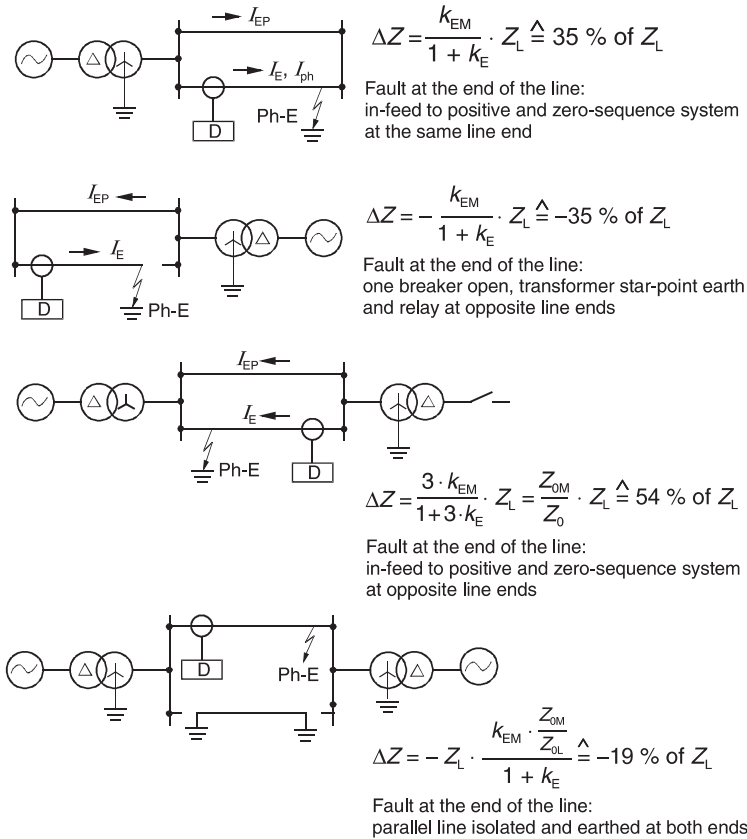 I_EP
I_E, I_ph
Ph-E
D
Δ
~
ΔZ = k_EM / (1 + k_E) · Z_L ≙ 35 % of Z_L
Fault at the end of the line:
in-feed to positive and zero-sequence system
at the same line end
I_EP
I_E
D
Ph-E
Δ
~
ΔZ = − k_EM / (1 + k_E) · Z_L ≙ −35 % of Z_L
Fault at the end of the line:
one breaker open, transformer star-point earth
and relay at opposite line ends
~
Δ
I_EP
I_E
Ph-E
D
Δ
ΔZ = 3 · k_EM / (1 + 3 · k_E) · Z_L = Z_0M / Z_0 · Z_L ≙ 54 % of Z_L
Fault at the end of the line:
in-feed to positive and zero-sequence system
at opposite line ends
~
Δ
D
Ph-E
Δ
~
ΔZ = − Z_L · (k_EM · Z_0M / Z_0L) / (1 + k_E) ≙ −19 % of Z_L
Fault at the end of the line:
parallel line isolated and earthed at both ends